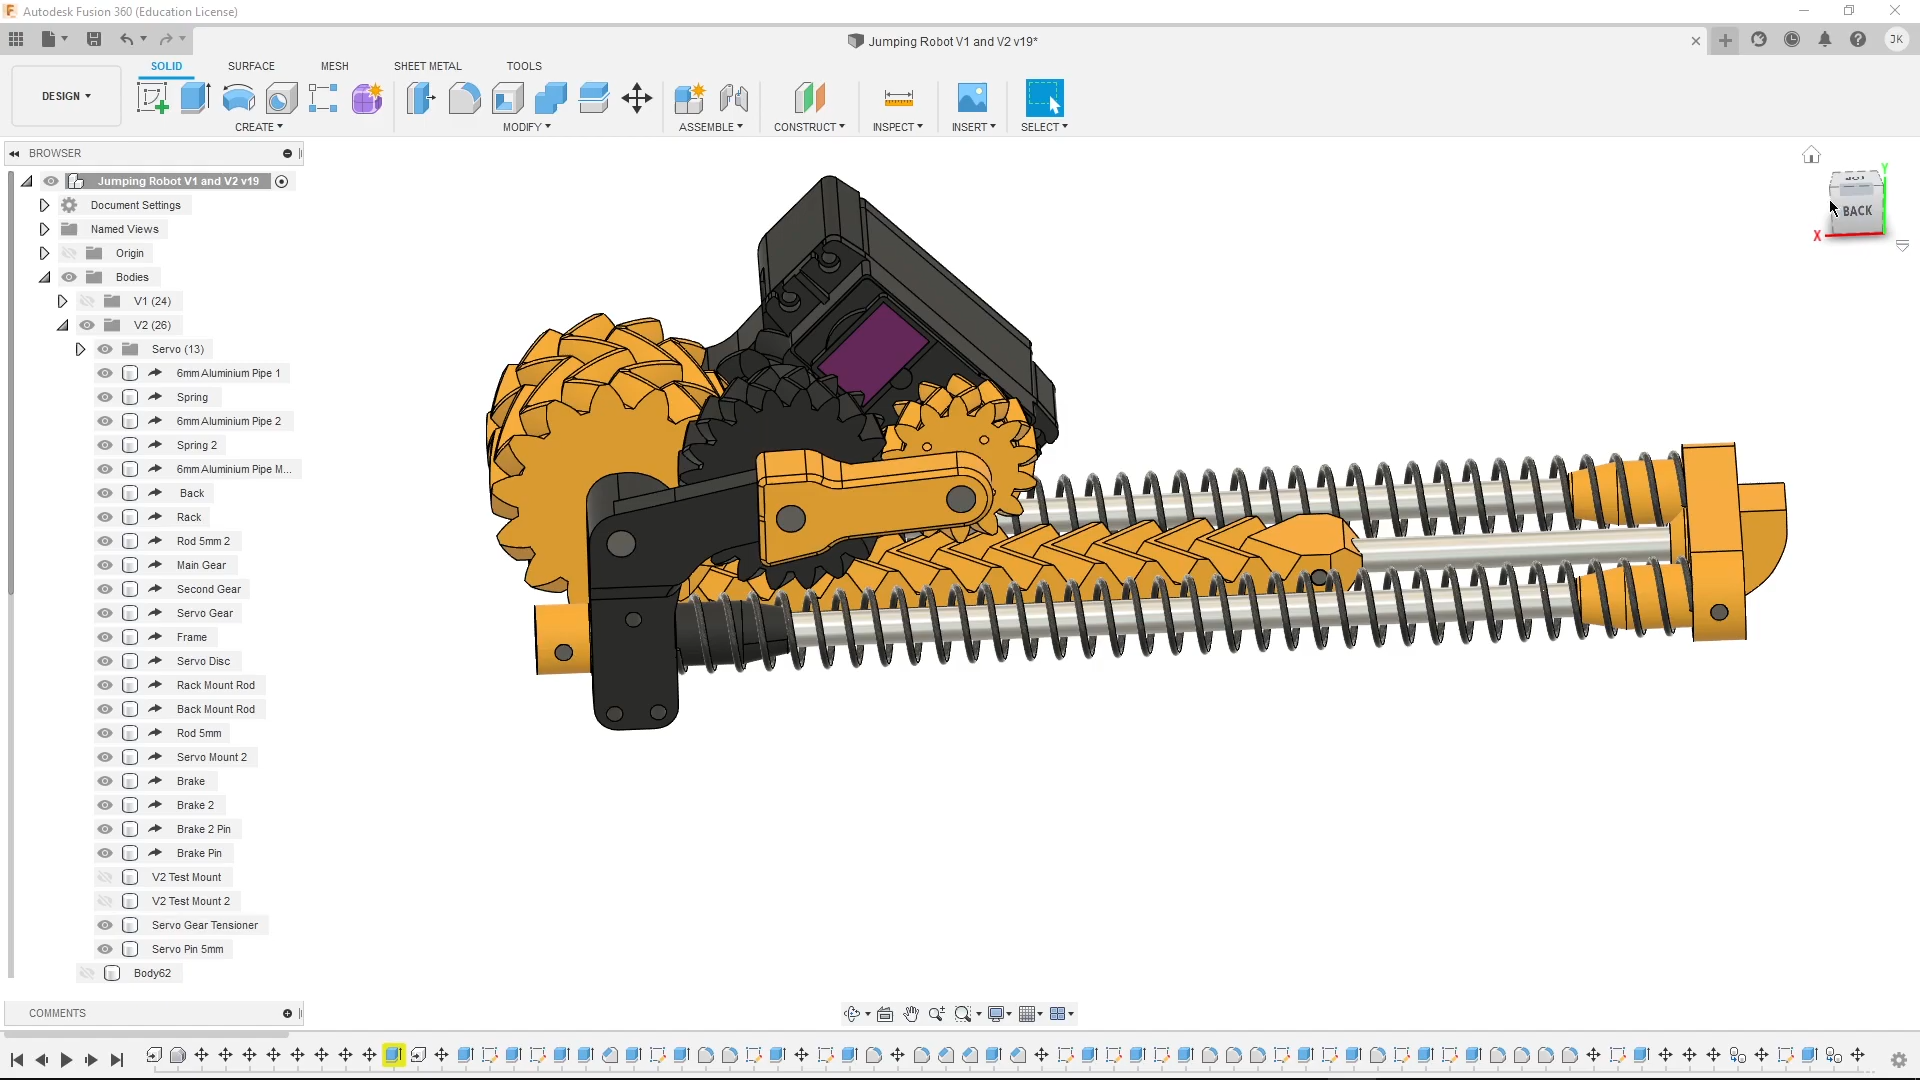 Autodesk Fusion 360 (Education License)
Jumping Robot V1 and V2 v19*
JK
DESIGN
SOLID
SURFACE
MESH
SHEET METAL
TOOLS
CREATE
MODIFY
ASSEMBLE
CONSTRUCT
INSPECT
INSERT
SELECT
BROWSER
Jumping Robot V1 and V2 v19
Document Settings
Named Views
Origin
Bodies
V1 (24)
V2 (26)
Servo (13)
6mm Aluminium Pipe 1
Spring
6mm Aluminium Pipe 2
Spring 2
6mm Aluminium Pipe M...
Back
Rack
Rod 5mm 2
Main Gear
Second Gear
Servo Gear
Frame
Servo Disc
Rack Mount Rod
Back Mount Rod
Rod 5mm
Servo Mount 2
Brake
Brake 2
Brake 2 Pin
Brake Pin
V2 Test Mount
V2 Test Mount 2
Servo Gear Tensioner
Servo Pin 5mm
Body62
COMMENTS
Y
TOP
BACK
X